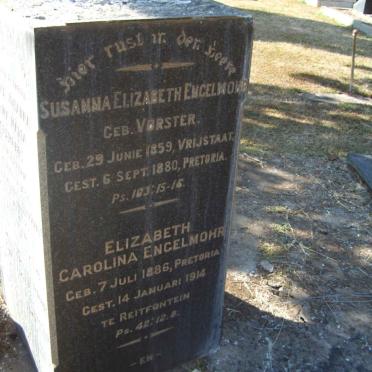 Hier rust in den Heere
SUSANNA ELIZABETH ENGELMOHR
GEB. VORSTER.
GEB. 29 JUNIE 1859, VRIJSTAAT.
GEST. 6 SEPT. 1880, PRETORIA.
PS. 103:15-16.
ELIZABETH
CAROLINA ENGELMOHR
GEB. 7 JULI 1886, PRETORIA
GEST. 14 JANUARI 1914
TE REITFONTEIN
PS. 42:12.B.
- EN -